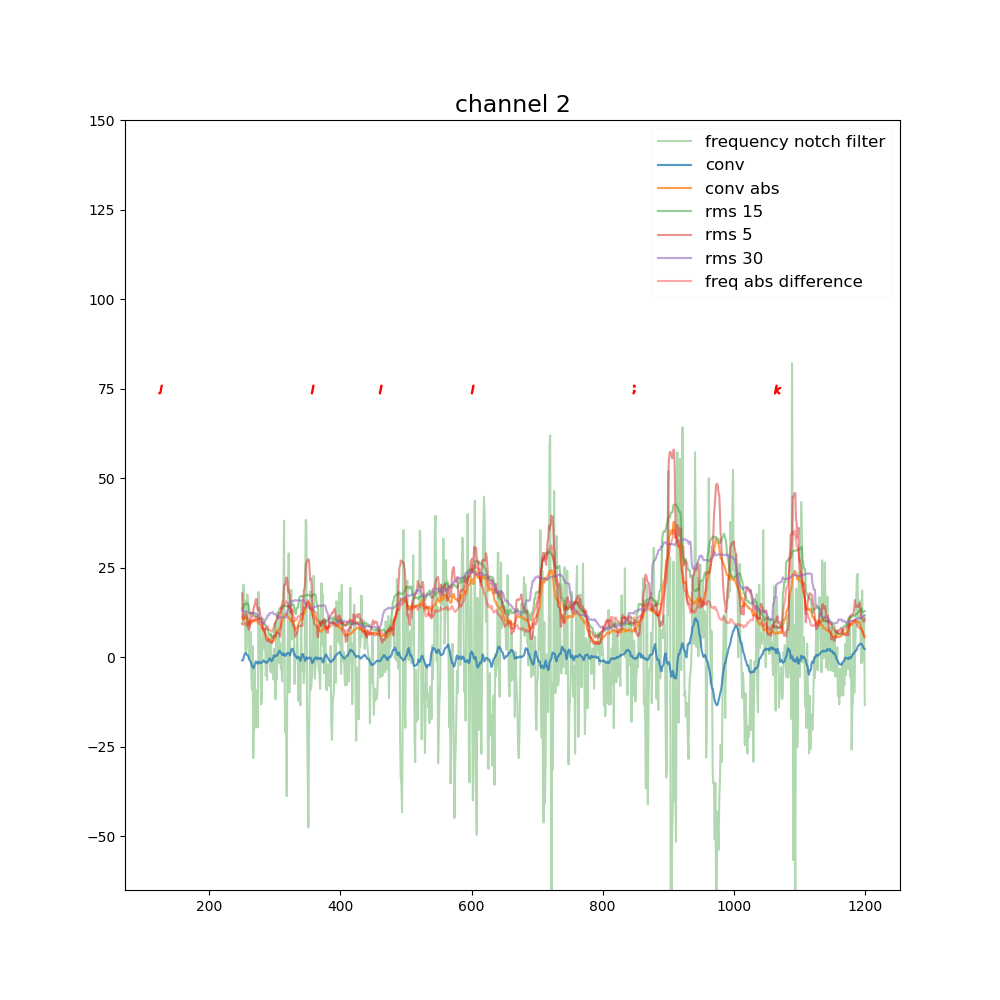 channel 2
150
125
100
75
50
25
0
−25
−50
frequency notch filter
conv
conv abs
rms 15
rms 5
rms 30
freq abs difference
j l l l ; k
200 400 600 800 1000 1200